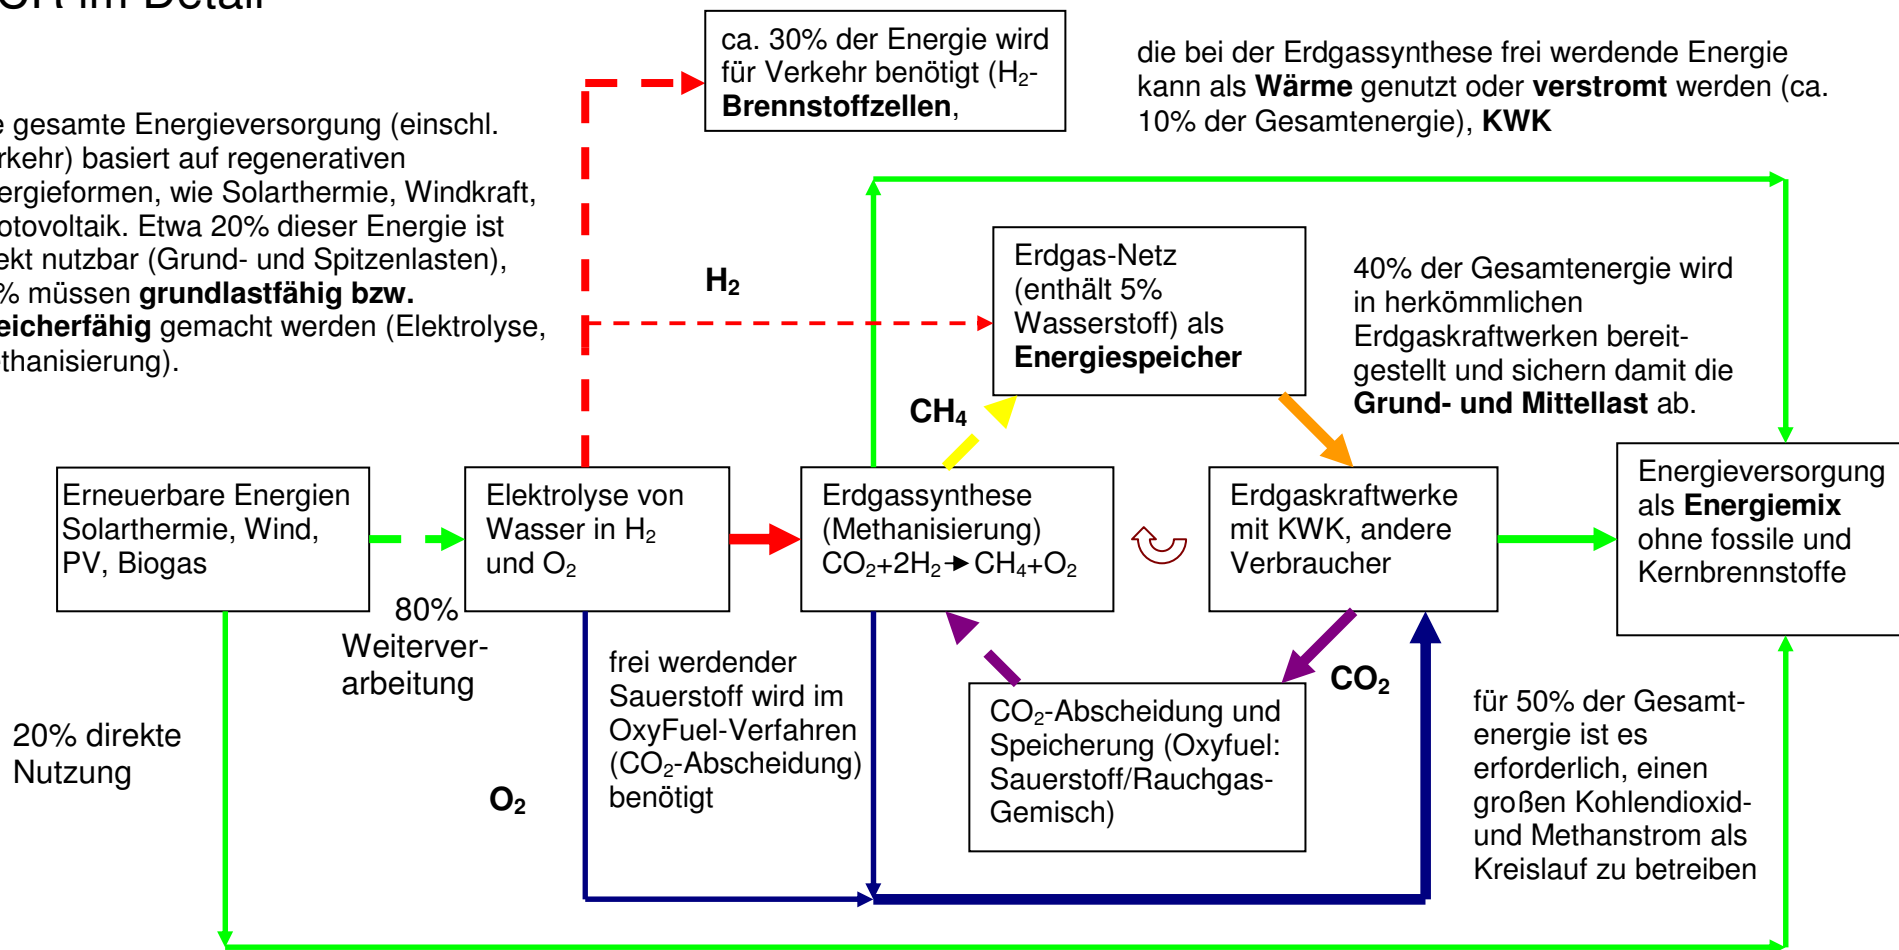 im Detail
ca. 30% der Energie wird
für Verkehr benötigt (H₂-
Brennstoffzellen,
die bei der Erdgassynthese frei werdende Energie
kann als Wärme genutzt oder verstromt werden (ca.
10% der Gesamtenergie), KWK
gesamte Energieversorgung (einschl.
basiert auf regenerativen
wie Solarthermie, Windkraft,
Etwa 20% dieser Energie ist
nutzbar (Grund- und Spitzenlasten),
müssen grundlastfähig bzw.
gemacht werden (Elektrolyse,
H₂
Erdgas-Netz
(enthält 5%
Wasserstoff) als
Energiespeicher
40% der Gesamtenergie wird
in herkömmlichen
Erdgaskraftwerken bereit-
gestellt und sichern damit die
Grund- und Mittellast ab.
CH₄
Erneuerbare Energien
Solarthermie, Wind,
PV, Biogas
Elektrolyse von
Wasser in H₂
und O₂
Erdgassynthese
(Methanisierung)
CO₂+2H₂→CH₄+O₂
Erdgaskraftwerke
mit KWK, andere
Verbraucher
Energieversorgung
als Energiemix
ohne fossile und
Kernbrennstoffe
80%
Weiterver-
arbeitung
20% direkte
Nutzung
frei werdender
Sauerstoff wird im
OxyFuel-Verfahren
(CO₂-Abscheidung)
benötigt
O₂
CO₂-Abscheidung und
Speicherung (Oxyfuel:
Sauerstoff/Rauchgas-
Gemisch)
CO₂
für 50% der Gesamt-
energie ist es
erforderlich, einen
großen Kohlendioxid-
und Methanstrom als
Kreislauf zu betreiben